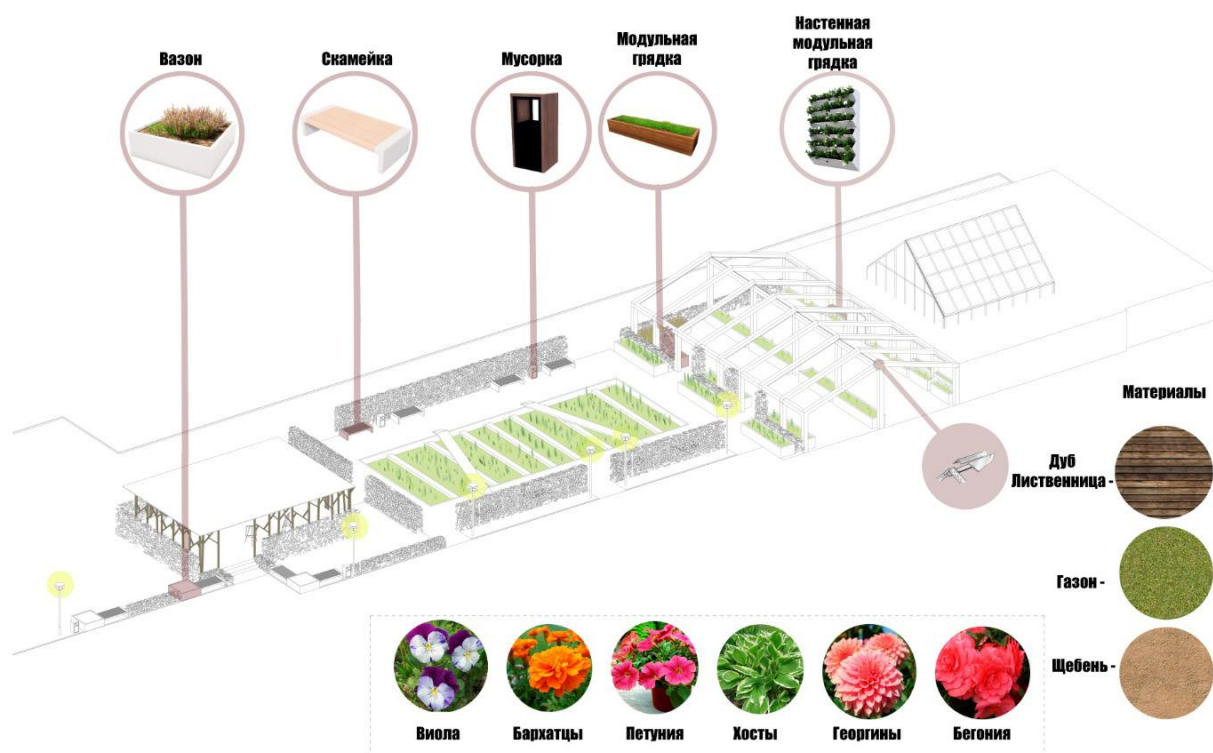 Вазон
Скамейка
Мусорка
Модульная
грядка
Настенная
модульная
грядка
Материалы
Дуб
Лиственница -
Газон -
Щебень -
Виола
Бархатцы
Петуния
Хосты
Георгины
Бегония